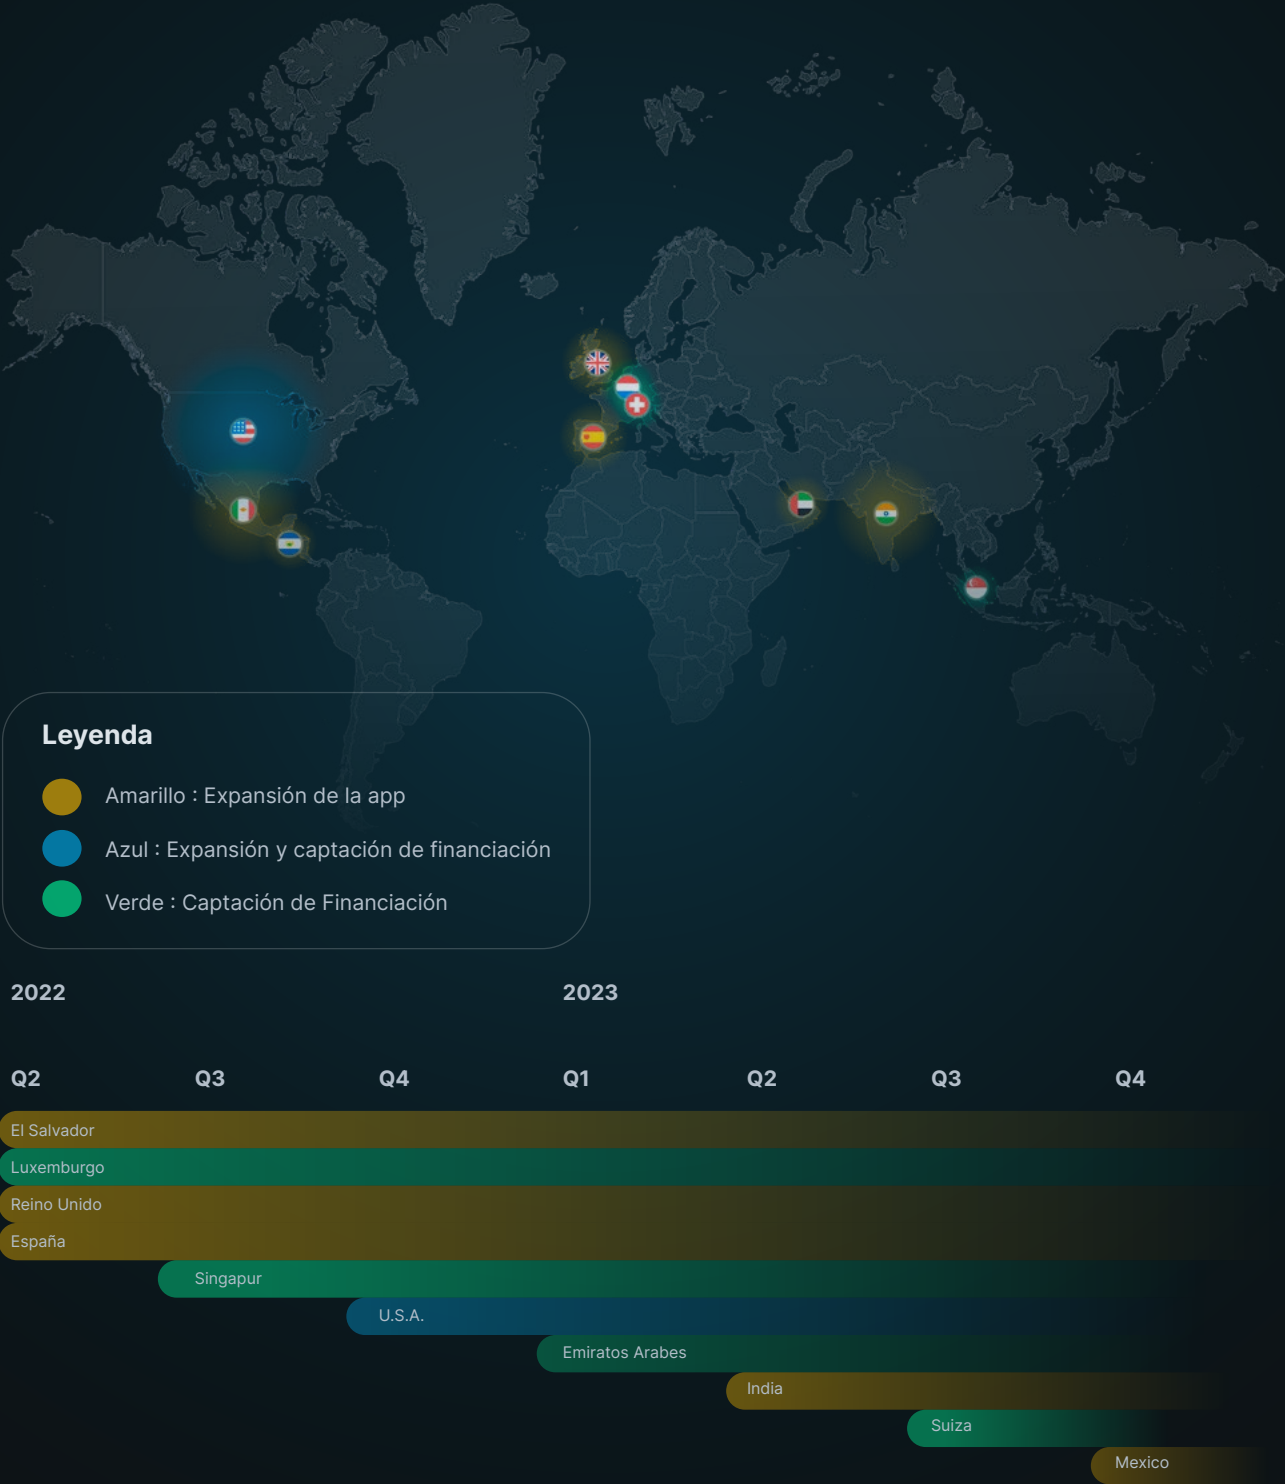 Leyenda
Amarillo : Expansión de la app
Azul : Expansión y captación de financiación
Verde : Captación de Financiación
2022 2023
Q2 Q3 Q4 Q1 Q2 Q3 Q4
El Salvador
Luxemburgo
Reino Unido
España
Singapur
U.S.A.
Emiratos Arabes
India
Suiza
Mexico